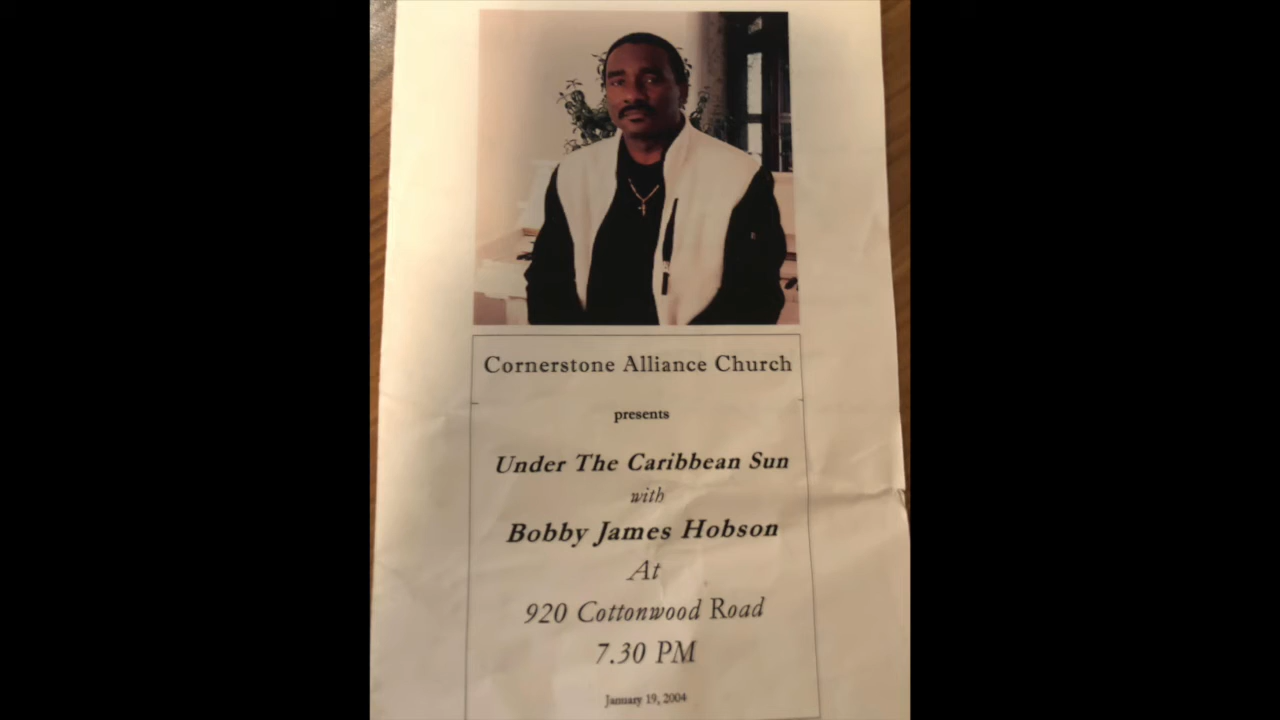 Cornerstone Alliance Church
presents
Under The Caribbean Sun
with
Bobby James Hobson
At
920 Cottonwood Road
7.30 PM
January 19, 2004